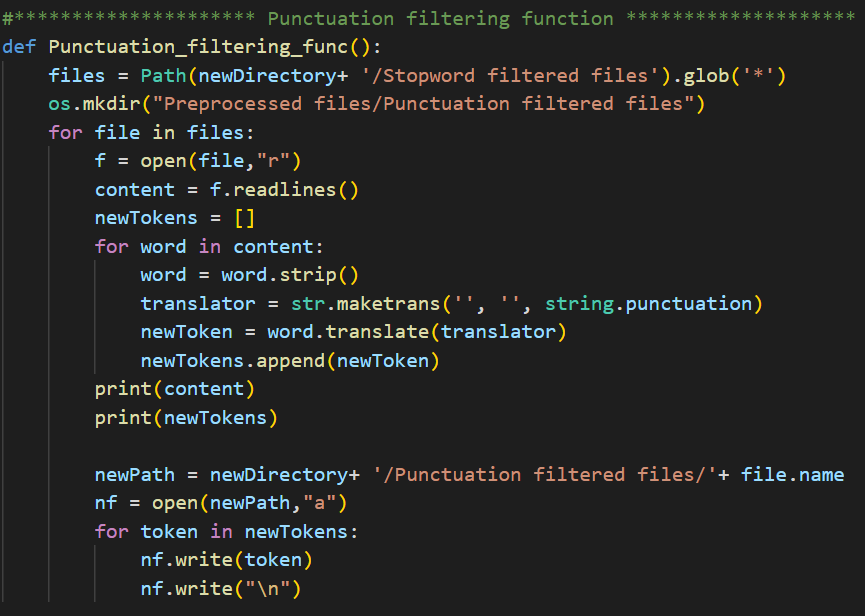 #********************* Punctuation filtering function ********************
def Punctuation_filtering_func():
    files = Path(newDirectory+ '/Stopword filtered files').glob('*')
    os.mkdir("Preprocessed files/Punctuation filtered files")
    for file in files:
        f = open(file,"r")
        content = f.readlines()
        newTokens = []
        for word in content:
            word = word.strip()
            translator = str.maketrans('', '', string.punctuation)
            newToken = word.translate(translator)
            newTokens.append(newToken)
        print(content)
        print(newTokens)

        newPath = newDirectory+ '/Punctuation filtered files/'+ file.name
        nf = open(newPath,"a")
        for token in newTokens:
            nf.write(token)
            nf.write("\n")